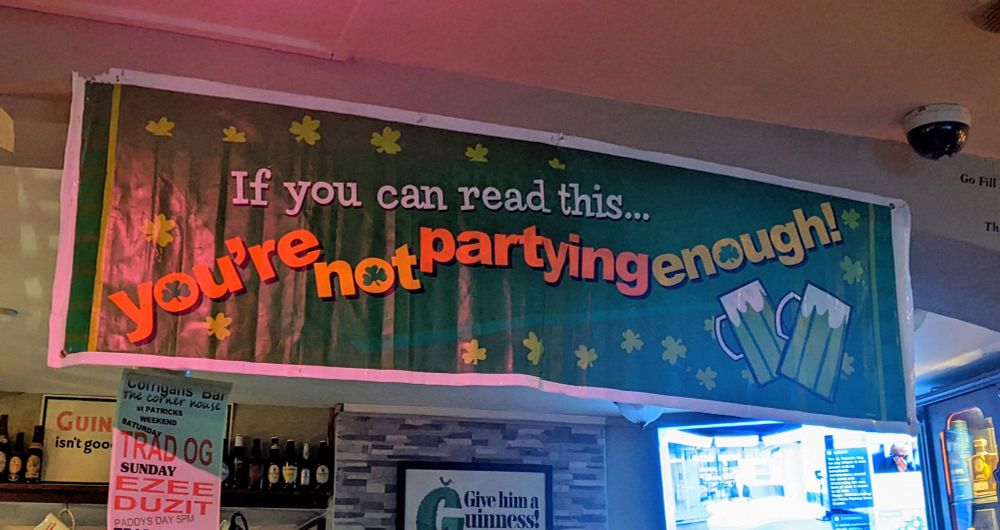 If you can read this...
you're not partying enough!
Go Fill
Th
GUIN
isn't goo
Corrigans Bar
The corner house
st PATRICKS
WEEKEND
SATURDAY
TRAD OG
SUNDAY
EZEE
DUZIT
PADDYS DAY 5PM
Give him a
Guinness!